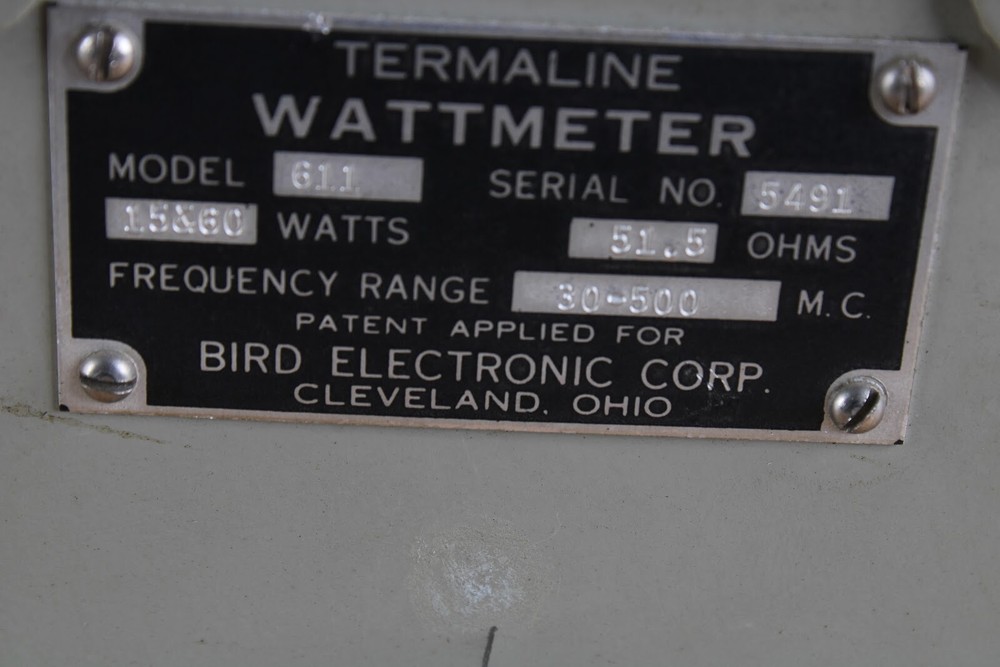 TERMALINE
WATTMETER
MODEL 611 SERIAL NO. 5491
15&60 WATTS 51.5 OHMS
FREQUENCY RANGE 30-500 M.C.
PATENT APPLIED FOR
BIRD ELECTRONIC CORP.
CLEVELAND, OHIO